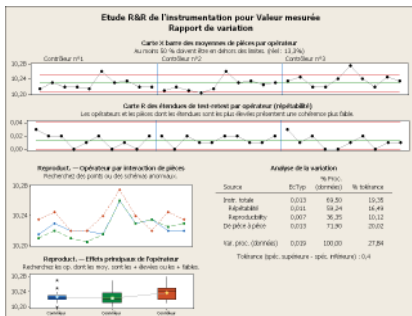 Etude R&R de l'instrumentation pour Valeur mesurée
Rapport de variation
Carte X barre des moyennes de pièces par opérateur
Au moins 50 % doivent être en dehors des limites. (réel : 13,3%)
Contrôleur n°1 Contrôleur n°2 Contrôleur n°3
10,28
10,24
10,20
Carte R des étendues de test-retest par opérateur (répétabilité)
Les opérateurs et les pièces dont les étendues sont les plus élevées présentent une cohérence plus faible.
0,04
0,02
0,00
Reproduct. — Opérateur par interaction de pièces
Recherchez des points ou des schémas anormaux.
10,28
10,24
10,20
Reproduct. — Effets principaux de l'opérateur
Recherchez les op. dont les moy. sont les + élevées ou les + faibles.
10,28
10,24
10,20
Contrôleur Contrôleur Contrôleur
Analyse de la variation
% Proc.
Source EcTyp (données) % tolérance
Instr. totale 0,013 69,50 19,35
Répétabilité 0,011 59,24 16,49
Reproductibility 0,007 36,35 10,12
De pièce à pièce 0,013 71,90 20,02
Var. proc. (données) 0,019 100,00 27,84
Tolérance (spéc. supérieure - spéc. inférieure) : 0,4